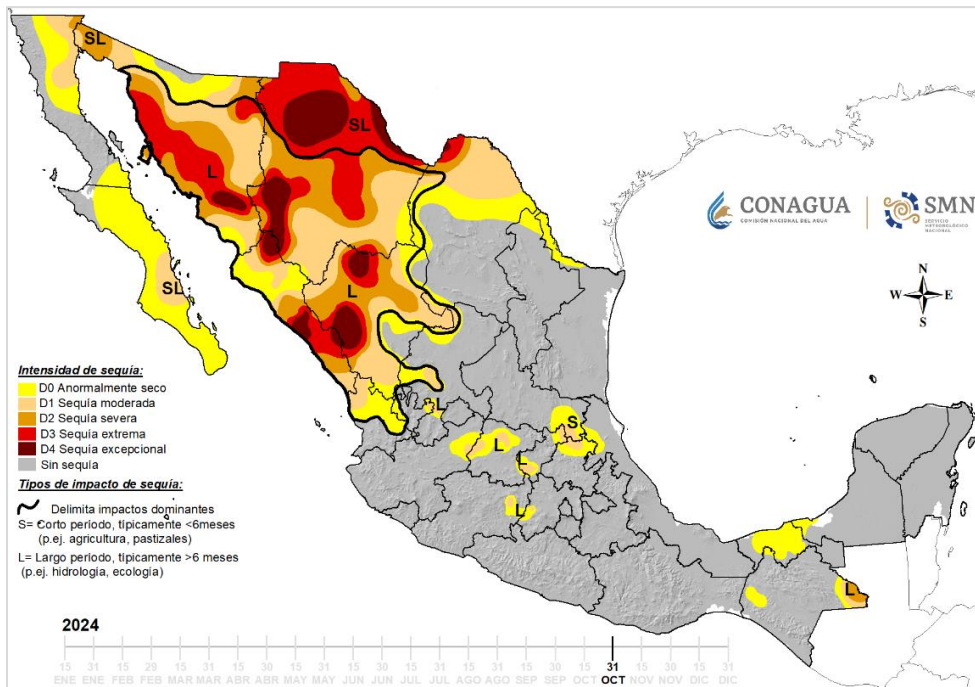 SL
SL
L
SL
L
L
S
L
L
L
L
CONAGUA
COMISIÓN NACIONAL DEL AGUA
SMN
SERVICIO
METEOROLÓGICO
NACIONAL
N
W E
S
Intensidad de sequía:
D0 Anormalmente seco
D1 Sequía moderada
D2 Sequía severa
D3 Sequía extrema
D4 Sequía excepcional
Sin sequía
Tipos de impacto de sequía:
Delimita impactos dominantes
S= Corto período, típicamente <6meses
(p.ej. agricultura, pastizales)
L= Largo período, típicamente >6 meses
(p.ej. hidrología, ecología)
2024
15 31 15 29 15 31 15 30 15 31 15 30 15 31 15 31 15 30 15 31 15 30 15 31
ENE ENE FEB FEB MAR MAR ABR ABR MAY MAY JUN JUN JUL JUL AGO AGO SEP SEP OCT OCT NOV NOV DIC DIC